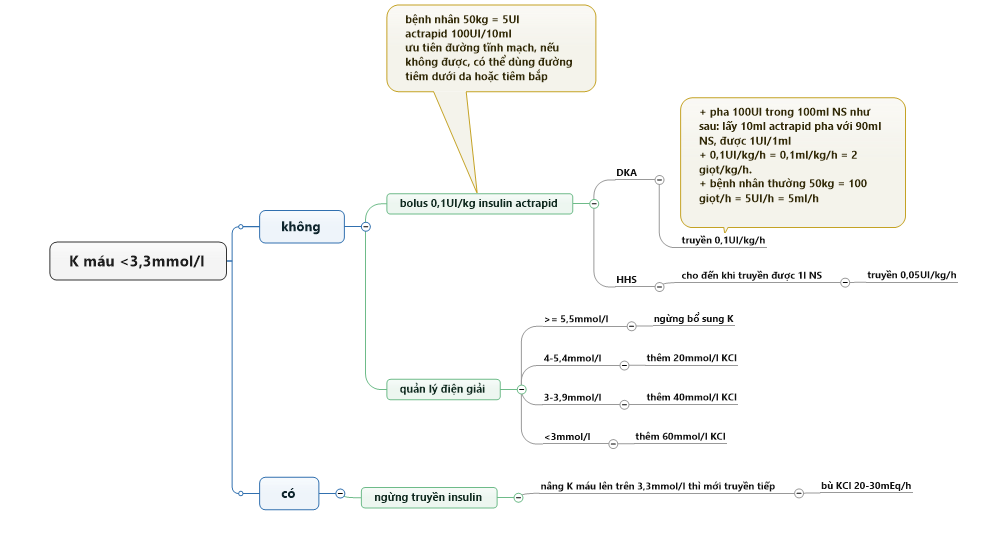 bệnh nhân 50kg = 5UI
actrapid 100UI/10ml
ưu tiên đường tĩnh mạch, nếu
không được, có thể dùng đường
tiêm dưới da hoặc tiêm bắp
+ pha 100UI trong 100ml NS như
sau: lấy 10ml actrapid pha với 90ml
NS, được 1UI/1ml
+ 0,1UI/kg/h = 0,1ml/kg/h = 2
giọt/kg/h.
+ bệnh nhân thường 50kg = 100
giọt/h = 5UI/h = 5ml/h
K máu <3,3mmol/l
không
bolus 0,1UI/kg insulin actrapid
DKA
truyền 0,1UI/kg/h
HHS
cho đến khi truyền được 1l NS
truyền 0,05UI/kg/h
quản lý điện giải
>= 5,5mmol/l
ngừng bổ sung K
4-5,4mmol/l
thêm 20mmol/l KCl
3-3,9mmol/l
thêm 40mmol/l KCl
<3mmol/l
thêm 60mmol/l KCl
có
ngừng truyền insulin
nâng K máu lên trên 3,3mmol/l thì mới truyền tiếp
bù KCl 20-30mEq/h